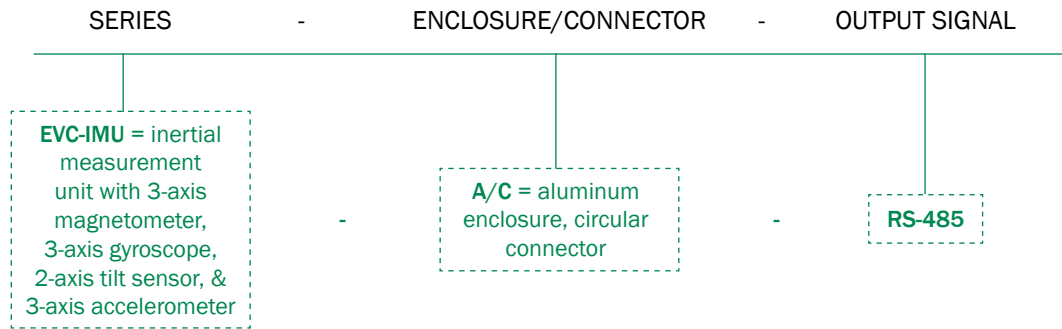 SERIES - ENCLOSURE/CONNECTOR - OUTPUT SIGNAL
EVC-IMU = inertial
measurement
unit with 3-axis
magnetometer,
3-axis gyroscope,
2-axis tilt sensor, &
3-axis accelerometer
-
A/C = aluminum
enclosure, circular
connector
-
RS-485